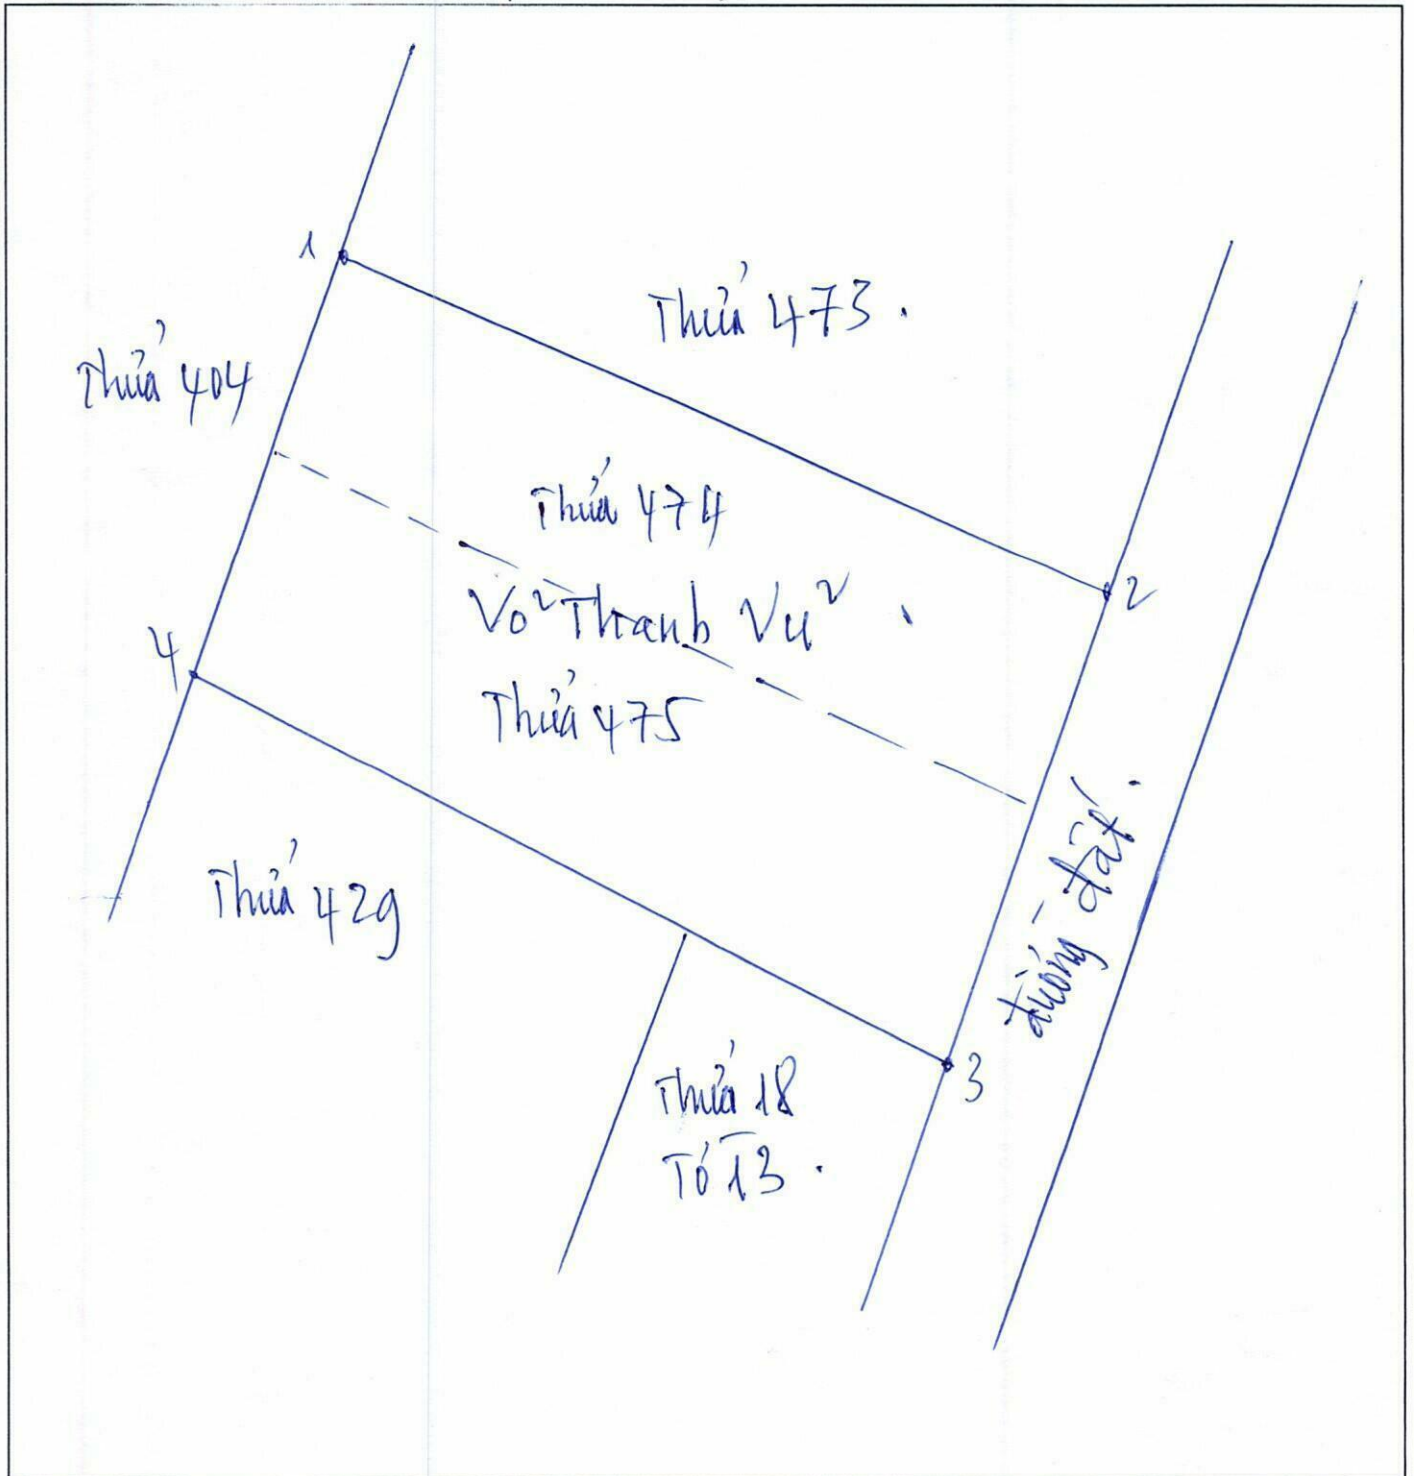 1
Thửa 473.
Thửa 404
Thửa 474
2
Võ Thanh Vũ
4
Thửa 475
đường đất.
Thửa 429
3
Thửa 18
Tờ 13.